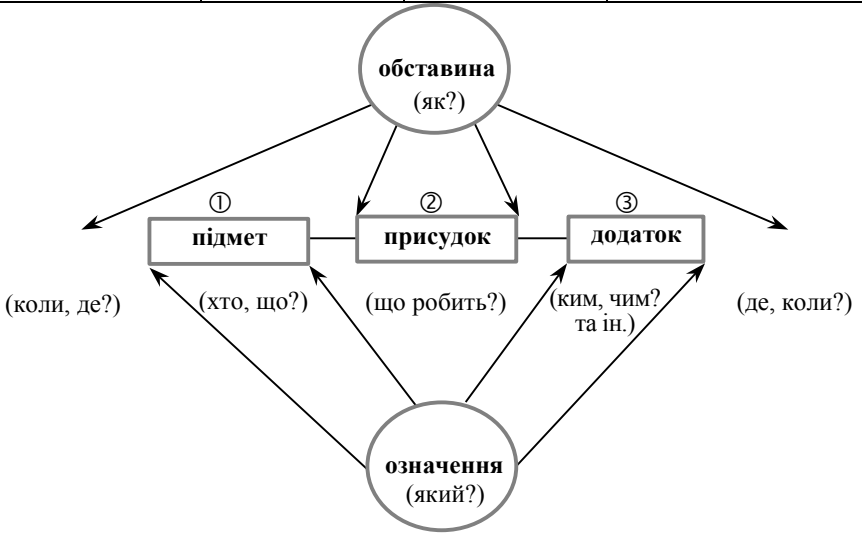 обставина
(як?)
① ② ③
підмет присудок додаток
(коли, де?) (хто, що?) (що робить?) (ким, чим? (де, коли?)
та ін.)
означення
(який?)